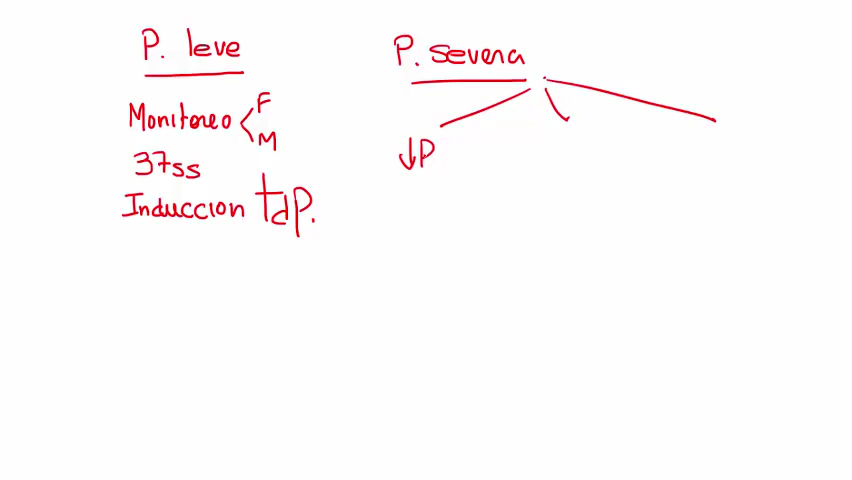 P. leve
Monitoreo < F
M
37ss
Induccion tdP.
P. severa
↓P